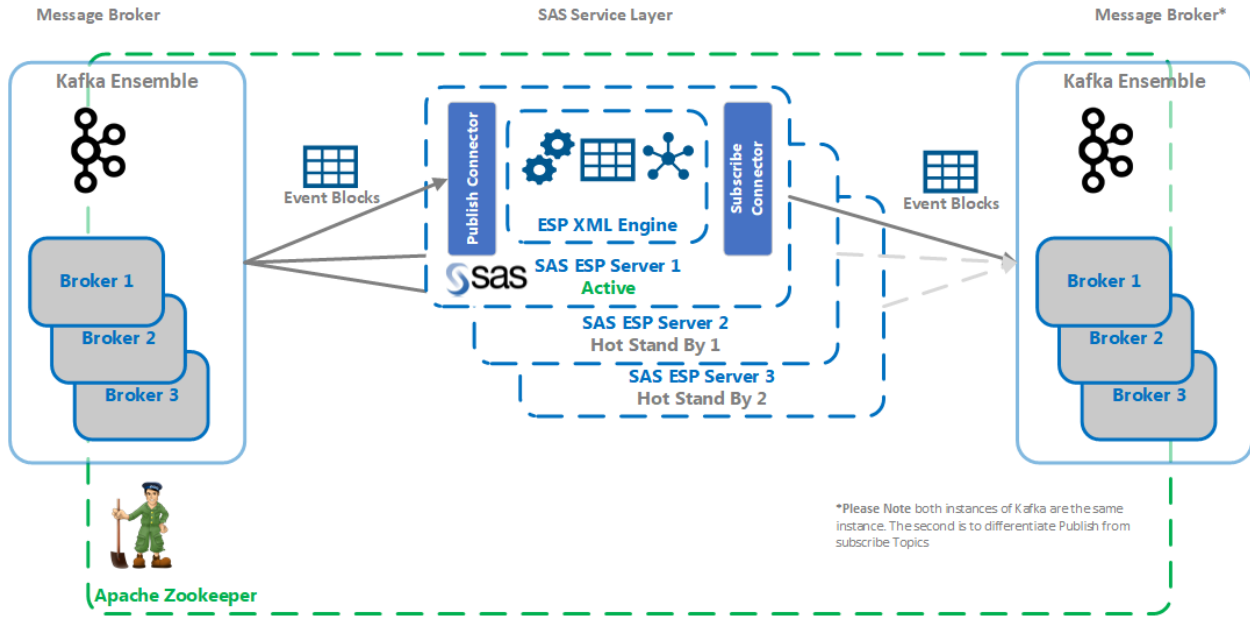 Message Broker
SAS Service Layer
Message Broker*
Kafka Ensemble
Event Blocks
Broker 1
Broker 2
Broker 3
Publish Connector
ESP XML Engine
Subscribe
Connector
sas
SAS ESP Server 1
Active
SAS ESP Server 2
Hot Stand By 1
SAS ESP Server 3
Hot Stand By 2
Event Blocks
Kafka Ensemble
Broker 1
Broker 2
Broker 3
*Please Note both instances of Kafka are the same
instance. The second is to differentiate Publish from
subscribe Topics
Apache Zookeeper